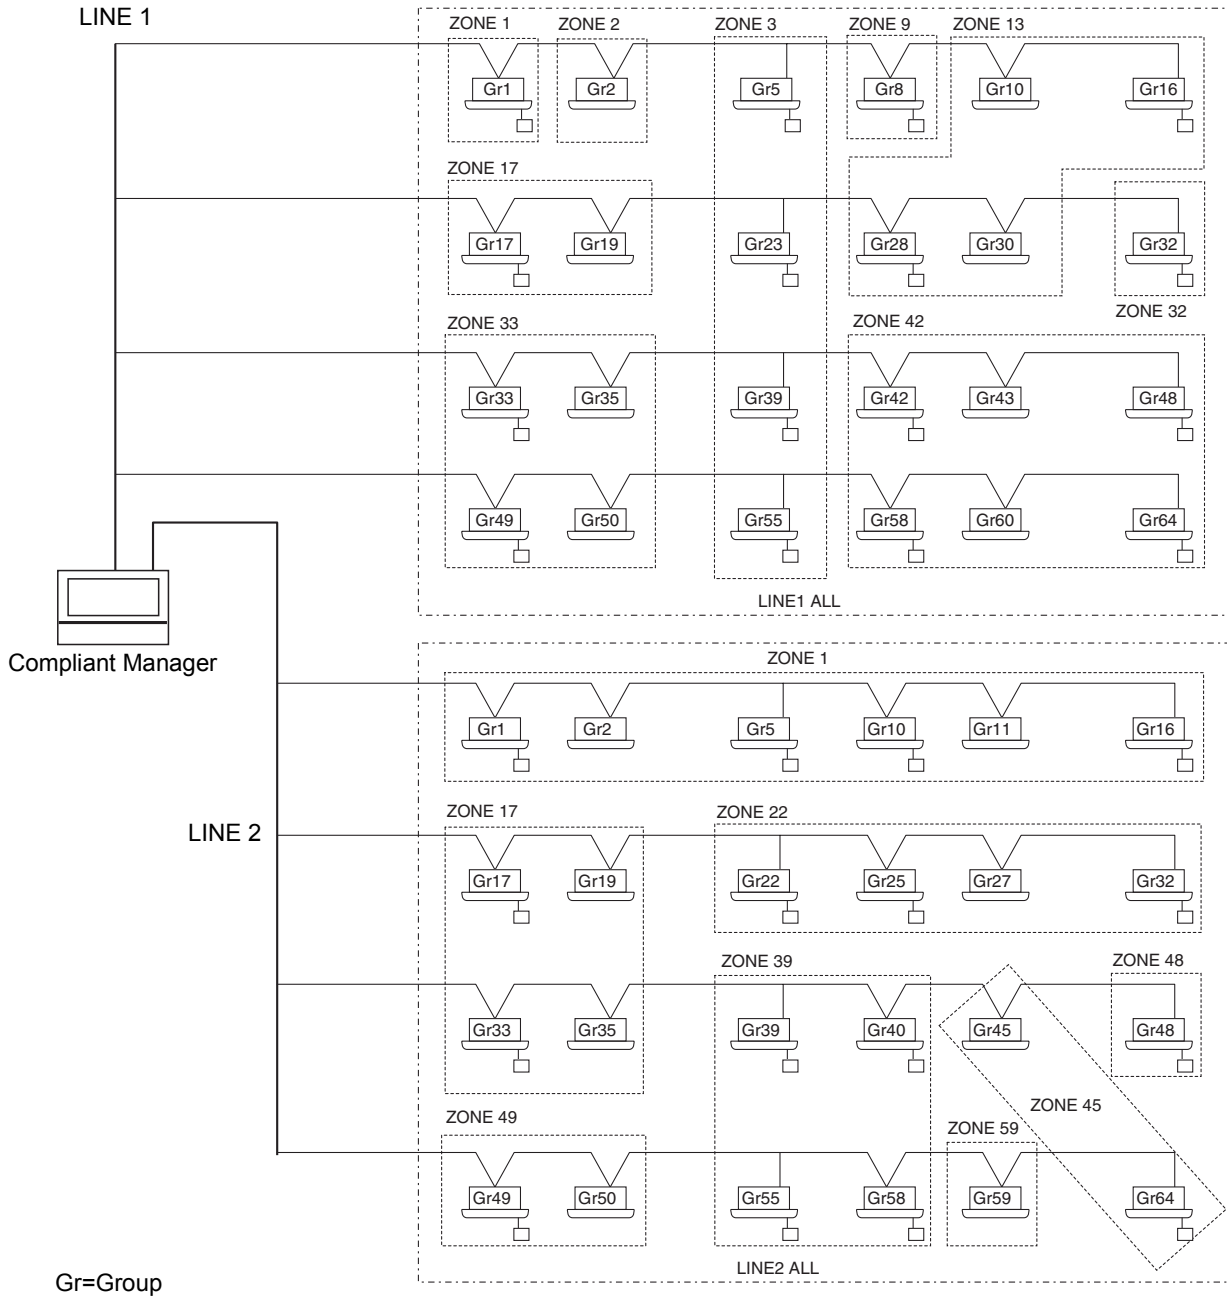 LINE 1
ZONE 1 ZONE 2 ZONE 3 ZONE 9 ZONE 13
Gr1 Gr2 Gr5 Gr8 Gr10 Gr16
ZONE 17
Gr17 Gr19 Gr23 Gr28 Gr30 Gr32
ZONE 32
ZONE 33 ZONE 42
Gr33 Gr35 Gr39 Gr42 Gr43 Gr48
Gr49 Gr50 Gr55 Gr58 Gr60 Gr64
LINE1 ALL
Compliant Manager
ZONE 1
Gr1 Gr2 Gr5 Gr10 Gr11 Gr16
LINE 2
ZONE 17 ZONE 22
Gr17 Gr19 Gr22 Gr25 Gr27 Gr32
ZONE 39 ZONE 48
Gr33 Gr35 Gr39 Gr40 Gr45 Gr48
ZONE 45
ZONE 49 ZONE 59
Gr49 Gr50 Gr55 Gr58 Gr59 Gr64
LINE2 ALL
Gr=Group